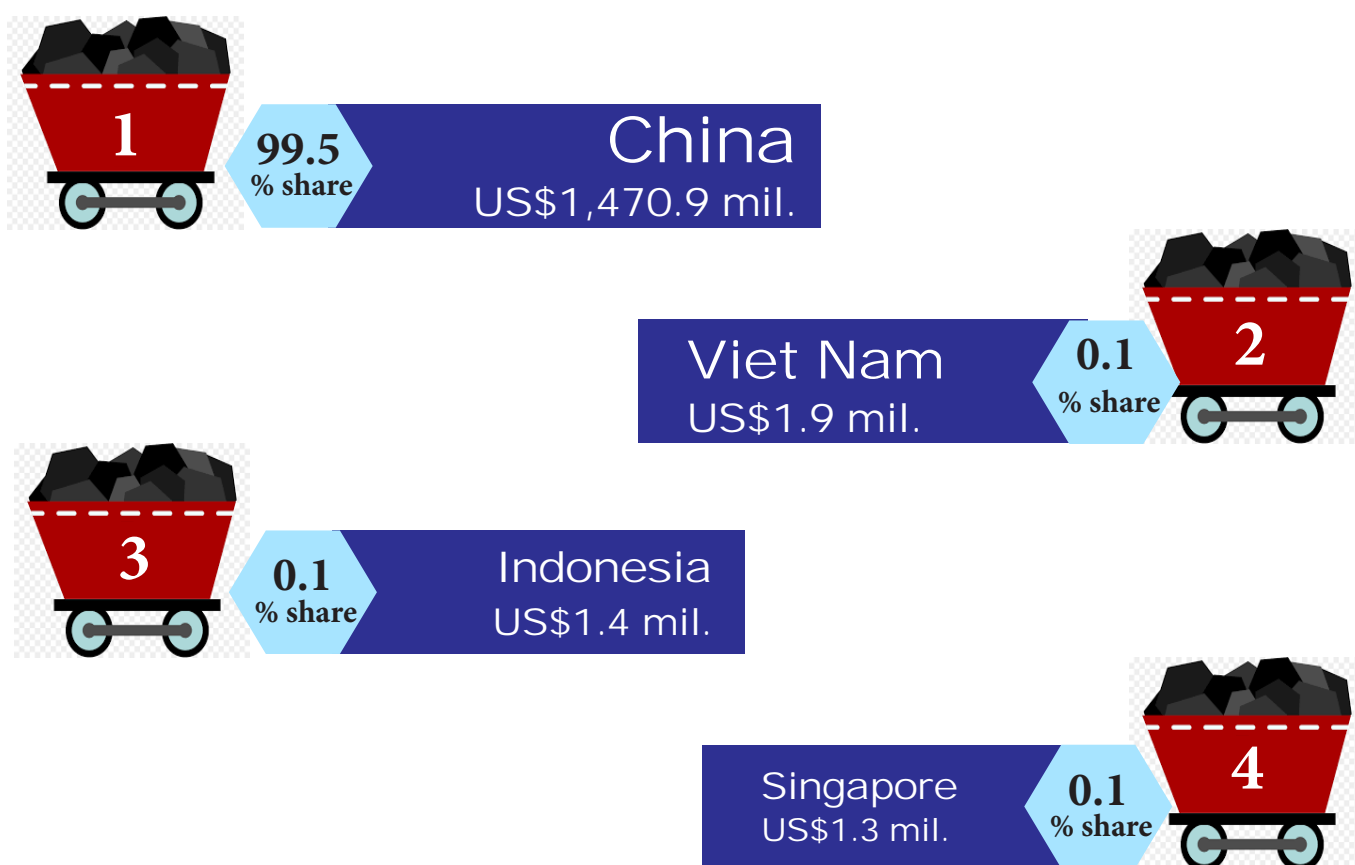 1
99.5
% share
China
US$1,470.9 mil.
Viet Nam
US$1.9 mil.
0.1
% share
2
3
0.1
% share
Indonesia
US$1.4 mil.
Singapore
US$1.3 mil.
0.1
% share
4